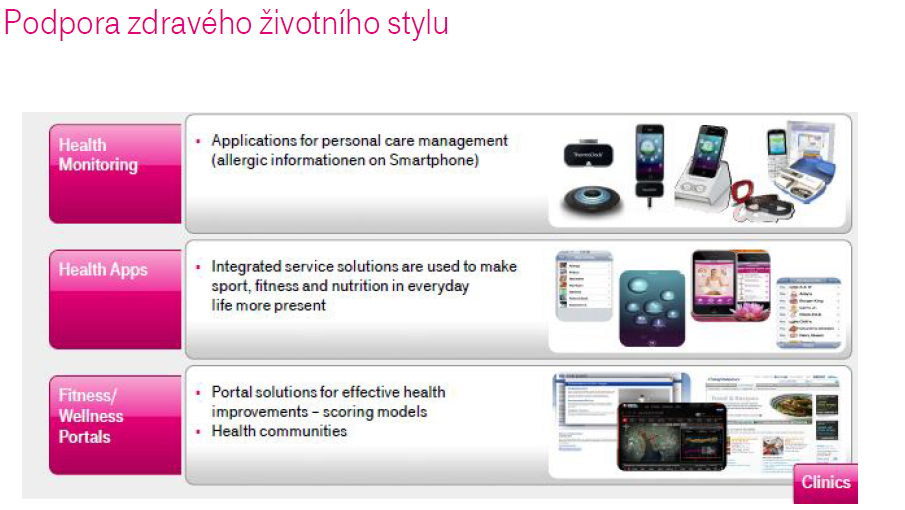 Podpora zdravého životního stylu
Health
Monitoring
▪ Applications for personal care management
(allergic informationen on Smartphone)
Health Apps
▪ Integrated service solutions are used to make
sport, fitness and nutrition in everyday
life more present
Fitness/
Wellness
Portals
▪ Portal solutions for effective health
improvements – scoring models
▪ Health communities
Clinics